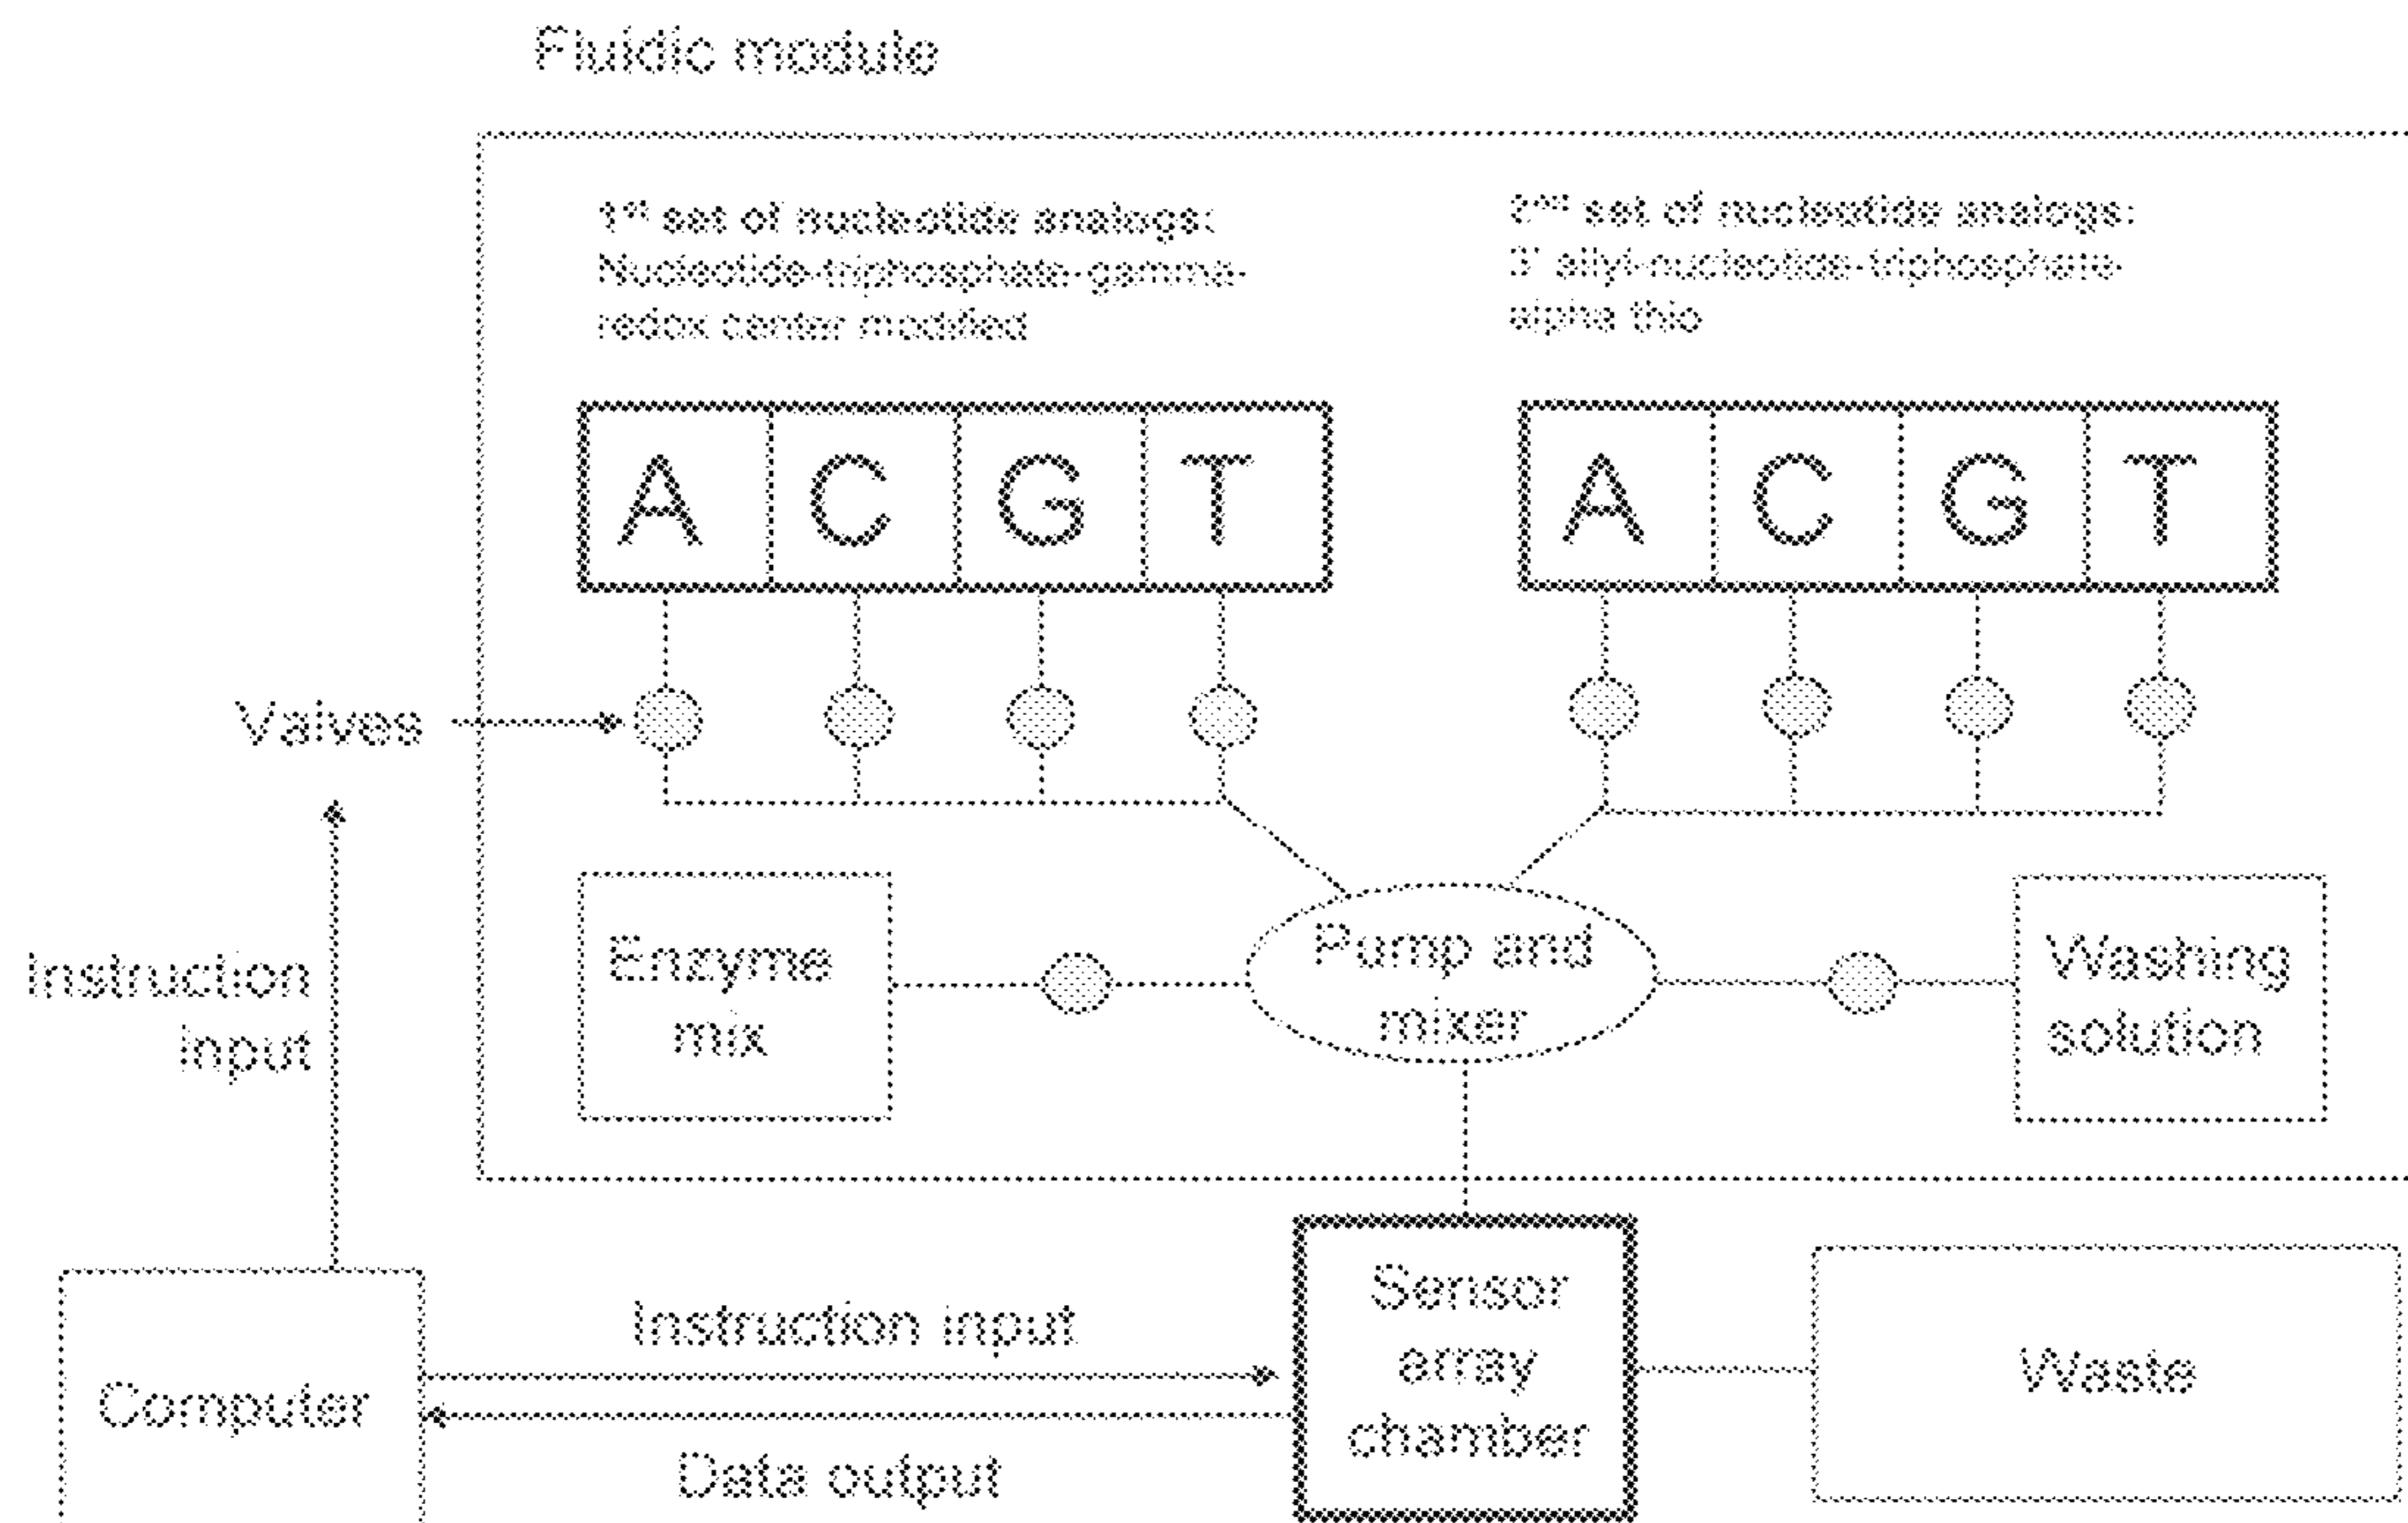 Fluidic module
1st set of nucleotide analogs:
Nucleotide-triphosphate-gamma-
redox center modified
2nd set of nucleotide analogs:
3' allyl-nucleotide-triphosphate-
alpha thio
A C G T
A C G T
Valves
Instruction
input
Enzyme
mix
Pump and
mixer
Washing
solution
Computer
Instruction input
Data output
Sensor
array
chamber
Waste